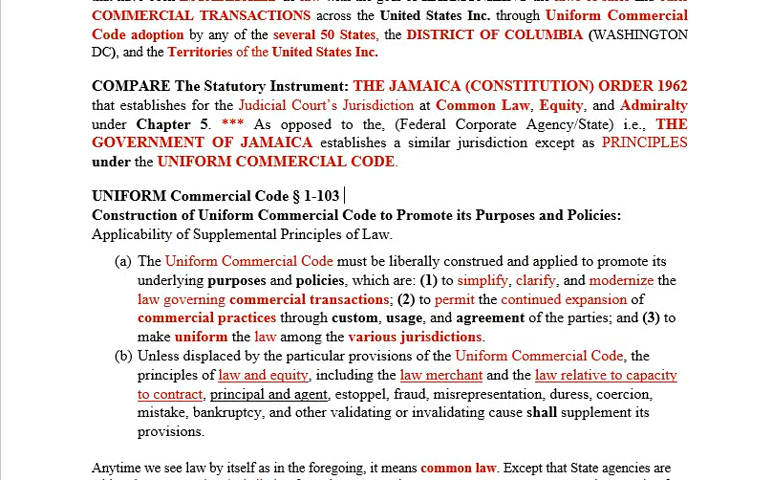 COMMERCIAL TRANSACTIONS across the United States Inc. through Uniform Commercial
Code adoption by any of the several 50 States, the DISTRICT OF COLUMBIA (WASHINGTON
DC), and the Territories of the United States Inc.
COMPARE The Statutory Instrument: THE JAMAICA (CONSTITUTION) ORDER 1962
that establishes for the Judicial Court’s Jurisdiction at Common Law, Equity, and Admiralty
under Chapter 5. *** As opposed to the, (Federal Corporate Agency/State) i.e., THE
GOVERNMENT OF JAMAICA establishes a similar jurisdiction except as PRINCIPLES
under the UNIFORM COMMERCIAL CODE.
UNIFORM Commercial Code § 1-103
Construction of Uniform Commercial Code to Promote its Purposes and Policies:
Applicability of Supplemental Principles of Law.
(a) The Uniform Commercial Code must be liberally construed and applied to promote its
underlying purposes and policies, which are: (1) to simplify, clarify, and modernize the
law governing commercial transactions; (2) to permit the continued expansion of
commercial practices through custom, usage, and agreement of the parties; and (3) to
make uniform the law among the various jurisdictions.
(b) Unless displaced by the particular provisions of the Uniform Commercial Code, the
principles of law and equity, including the law merchant and the law relative to capacity
to contract, principal and agent, estoppel, fraud, misrepresentation, duress, coercion,
mistake, bankruptcy, and other validating or invalidating cause shall supplement its
provisions.
Anytime we see law by itself as in the foregoing, it means common law. Except that State agencies are